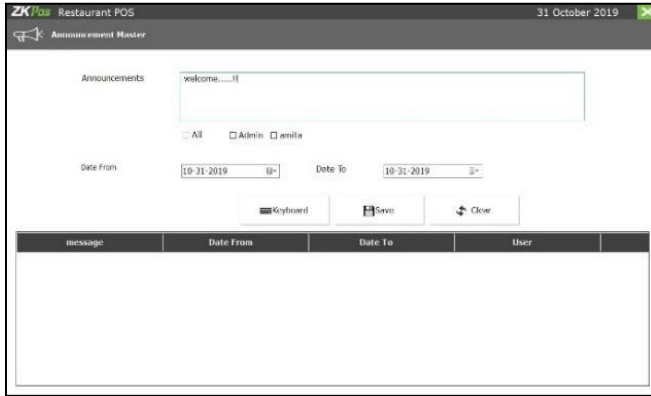 ZKPos Restaurant POS 31 October 2019
Announcement Master
Announcements welcome.....!!
All Admin amita
Date From 10-31-2019 Date To 10-31-2019
Keyboard Save Clear
message Date From Date To User